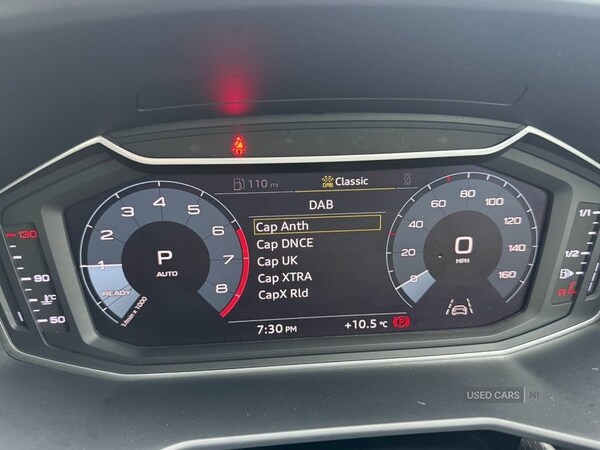 110 mi
DAB Classic
DAB
Cap Anth
Cap DNCE
Cap UK
Cap XTRA
CapX Rld
7:30 PM
+10.5 °C
1 2 3 4 5 6 7 8
P
AUTO
READY
1/min x 1000
0 20 40 60 80 100 120 140 160
0
MPH
130
90
50
°C
1/1
1/2
R
USED CARS NI